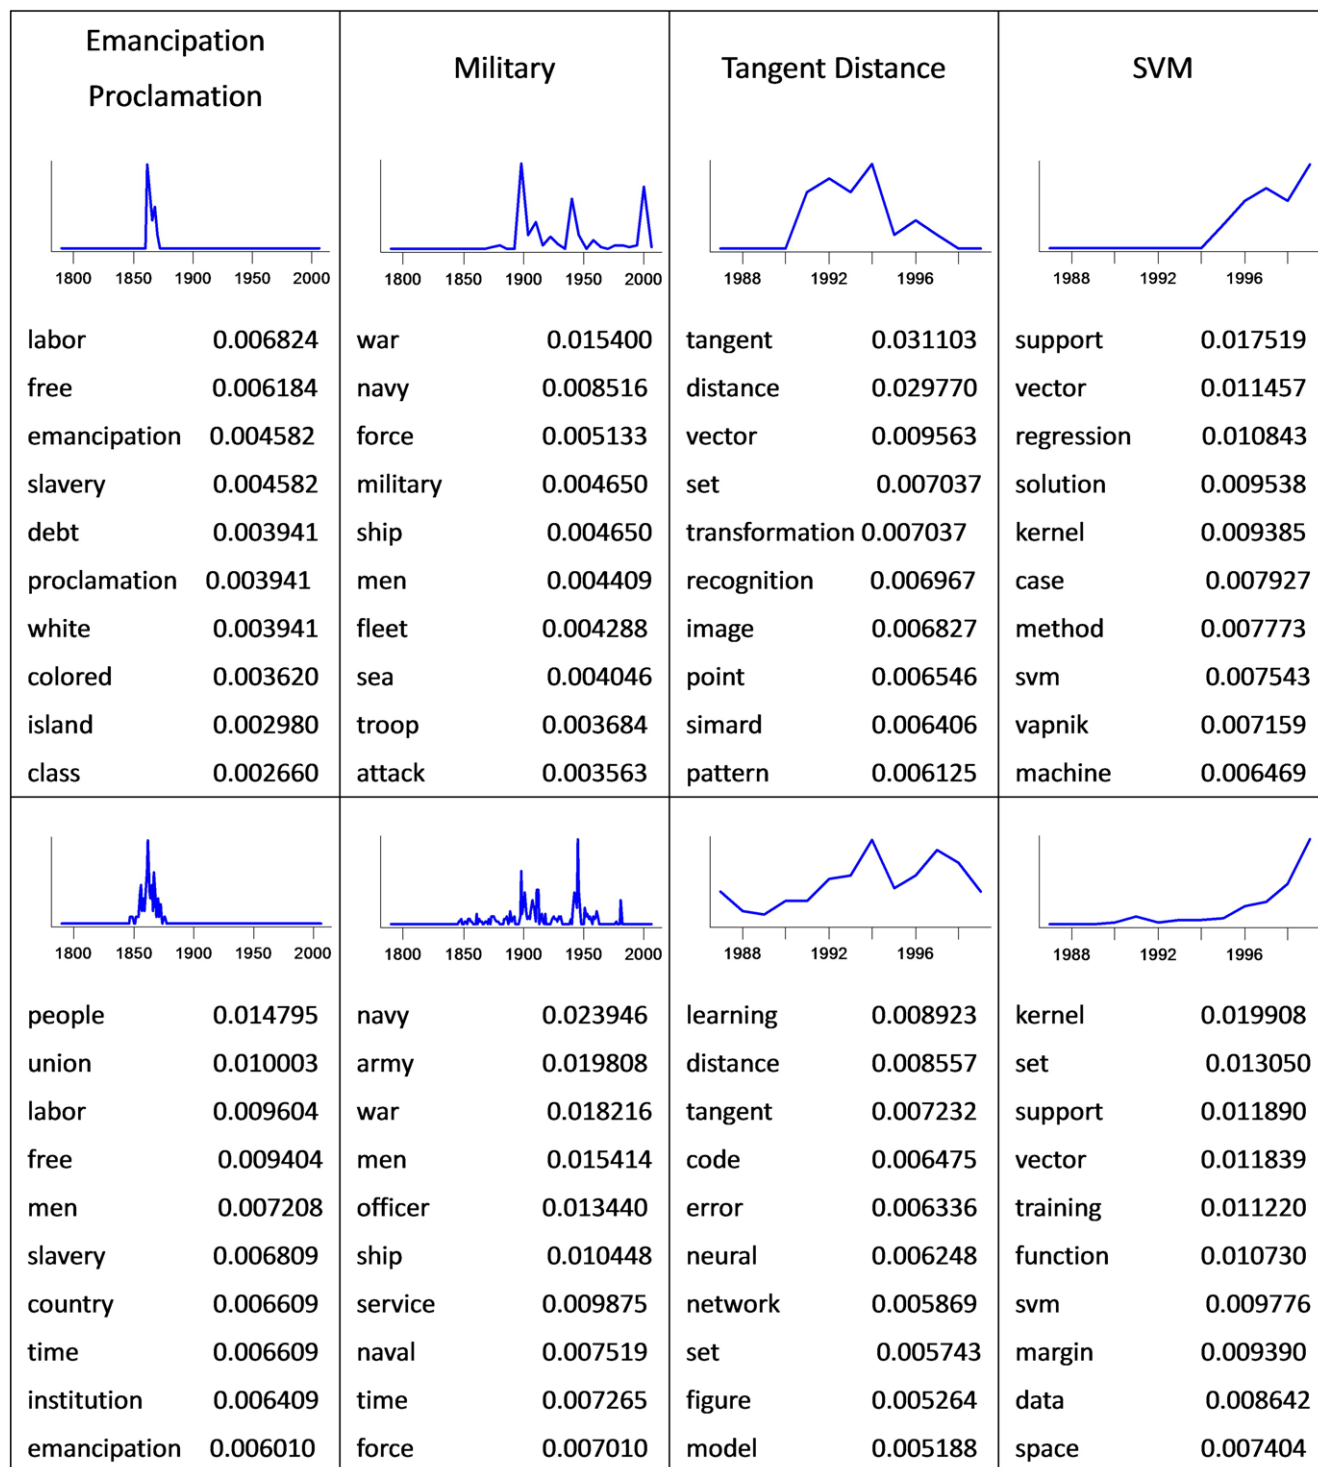 Emancipation
Proclamation
Military
Tangent Distance
SVM
1800 1850 1900 1950 2000
1800 1850 1900 1950 2000
1988 1992 1996
1988 1992 1996
labor 0.006824 war 0.015400 tangent 0.031103 support 0.017519
free 0.006184 navy 0.008516 distance 0.029770 vector 0.011457
emancipation 0.004582 force 0.005133 vector 0.009563 regression 0.010843
slavery 0.004582 military 0.004650 set 0.007037 solution 0.009538
debt 0.003941 ship 0.004650 transformation 0.007037 kernel 0.009385
proclamation 0.003941 men 0.004409 recognition 0.006967 case 0.007927
white 0.003941 fleet 0.004288 image 0.006827 method 0.007773
colored 0.003620 sea 0.004046 point 0.006546 svm 0.007543
island 0.002980 troop 0.003684 simard 0.006406 vapnik 0.007159
class 0.002660 attack 0.003563 pattern 0.006125 machine 0.006469
1800 1850 1900 1950 2000
1800 1850 1900 1950 2000
1988 1992 1996
1988 1992 1996
people 0.014795 navy 0.023946 learning 0.008923 kernel 0.019908
union 0.010003 army 0.019808 distance 0.008557 set 0.013050
labor 0.009604 war 0.018216 tangent 0.007232 support 0.011890
free 0.009404 men 0.015414 code 0.006475 vector 0.011839
men 0.007208 officer 0.013440 error 0.006336 training 0.011220
slavery 0.006809 ship 0.010448 neural 0.006248 function 0.010730
country 0.006609 service 0.009875 network 0.005869 svm 0.009776
time 0.006609 naval 0.007519 set 0.005743 margin 0.009390
institution 0.006409 time 0.007265 figure 0.005264 data 0.008642
emancipation 0.006010 force 0.007010 model 0.005188 space 0.007404